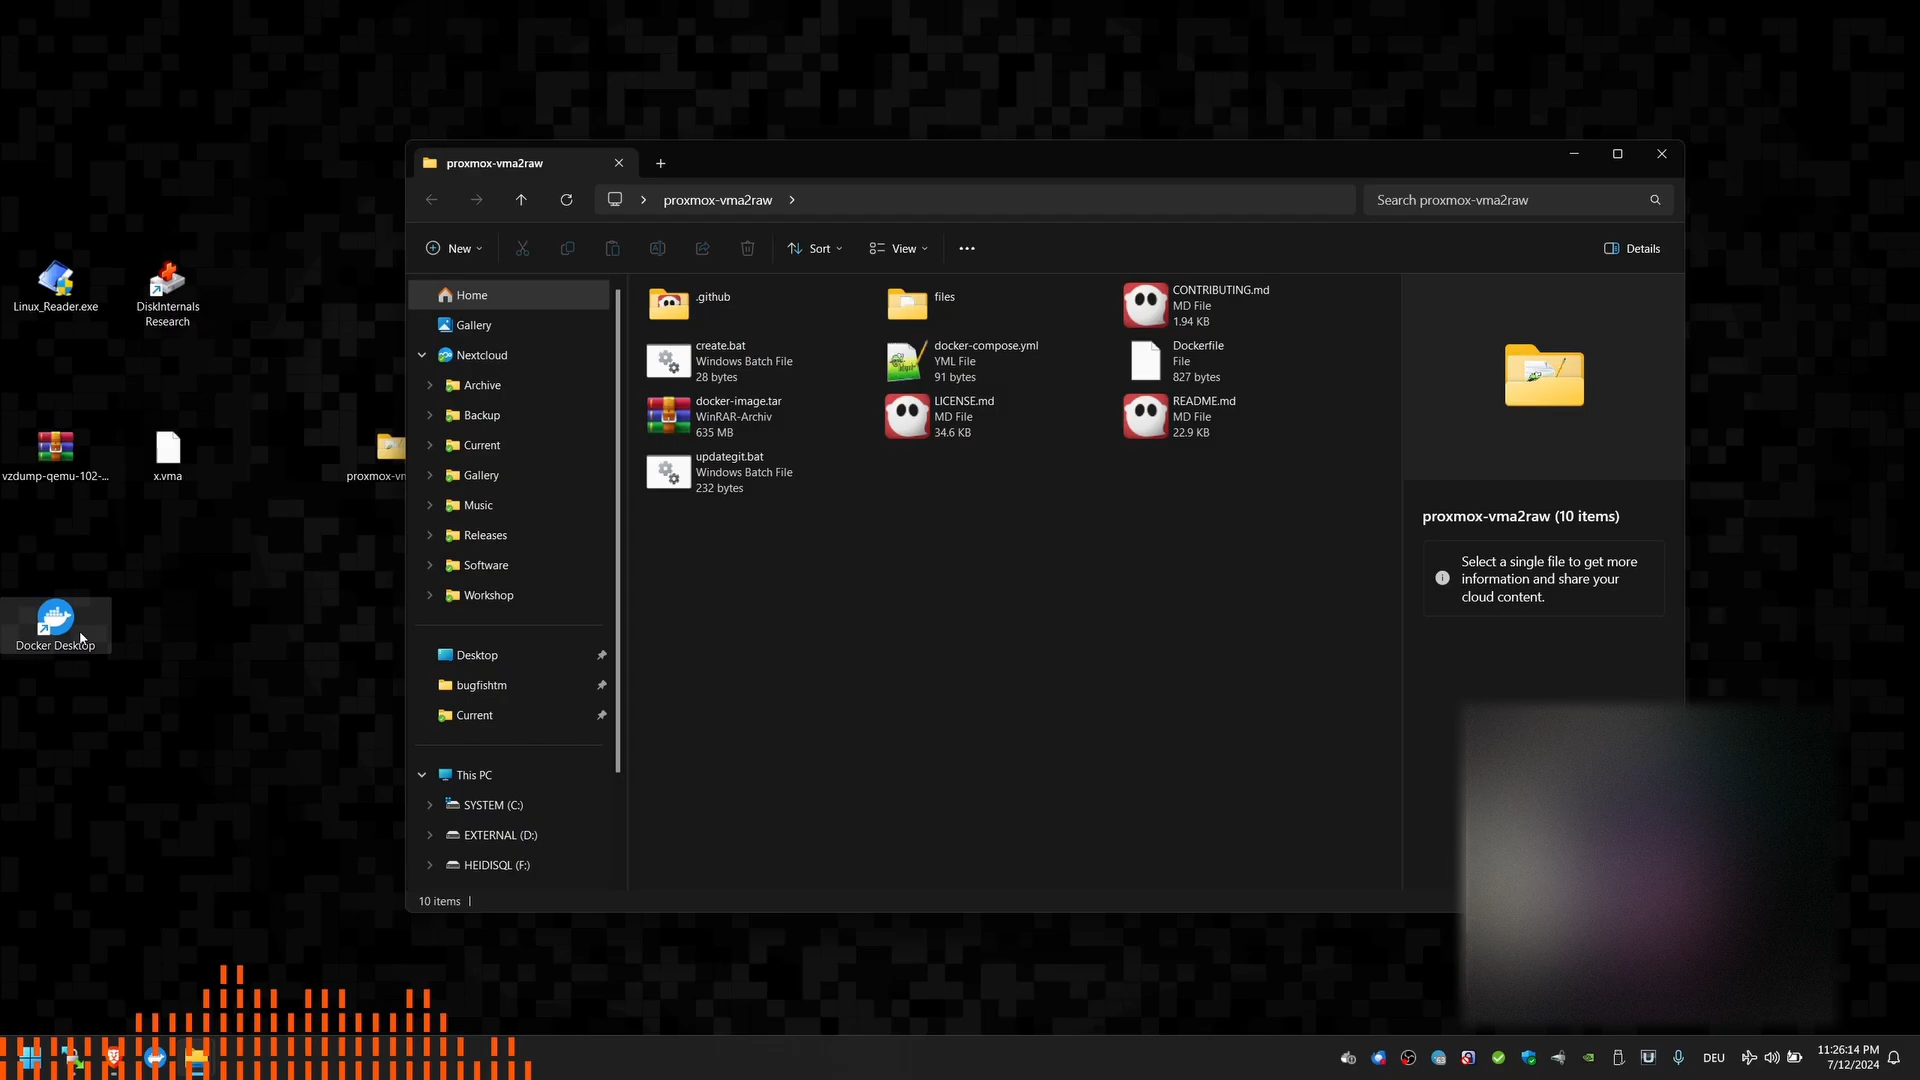 proxmox-vma2raw
proxmox-vma2raw
Search proxmox-vma2raw
New
Sort
View
Details
Home
Gallery
Nextcloud
Archive
Backup
Current
Gallery
Music
Releases
Software
Workshop
Desktop
bugfishtm
Current
This PC
SYSTEM (C:)
EXTERNAL (D:)
HEIDISQL (F:)
.github
files
CONTRIBUTING.md
MD File
1.94 KB
create.bat
Windows Batch File
28 bytes
docker-compose.yml
YML File
91 bytes
Dockerfile
File
827 bytes
docker-image.tar
WinRAR-Archiv
635 MB
LICENSE.md
MD File
34.6 KB
README.md
MD File
22.9 KB
updategit.bat
Windows Batch File
232 bytes
proxmox-vma2raw (10 items)
Select a single file to get more
information and share your
cloud content.
10 items
Linux_Reader.exe
DiskInternals
Research
vzdump-qemu-102-...
x.vma
proxmox-vm
Docker Desktop
DEU
11:26:14 PM
7/12/2024